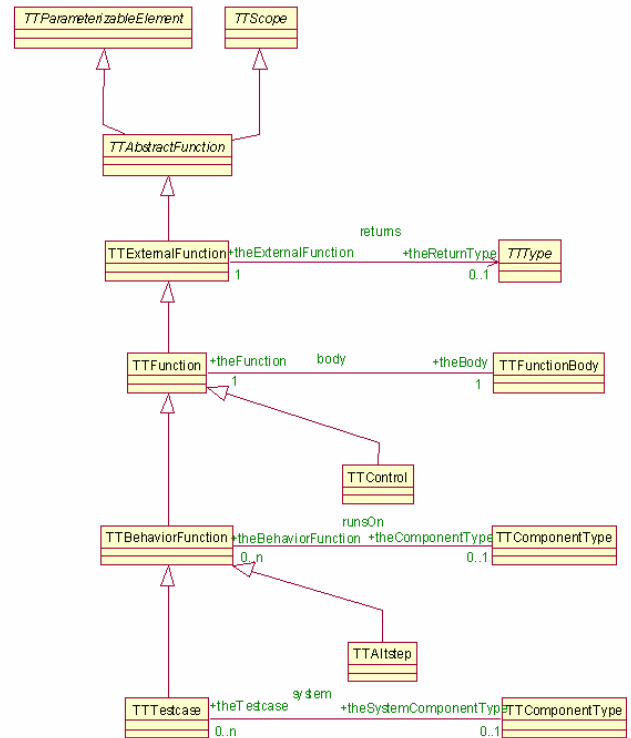 TTParameterizableElement
TTScope
TTAbstractFunction
returns
TTExternalFunction
+theExternalFunction
+theReturnType
TTType
1
0..1
TTFunction
+theFunction
body
+theBody
TTFunctionBody
1
1
TTControl
runsOn
TTBehaviorFunction
+theBehaviorFunction
+theComponentType
TTComponentType
0..n
0..1
TTAltstep
system
TTTestcase
+theTestcase
+theSystemComponentType
TTComponentType
0..n
0..1